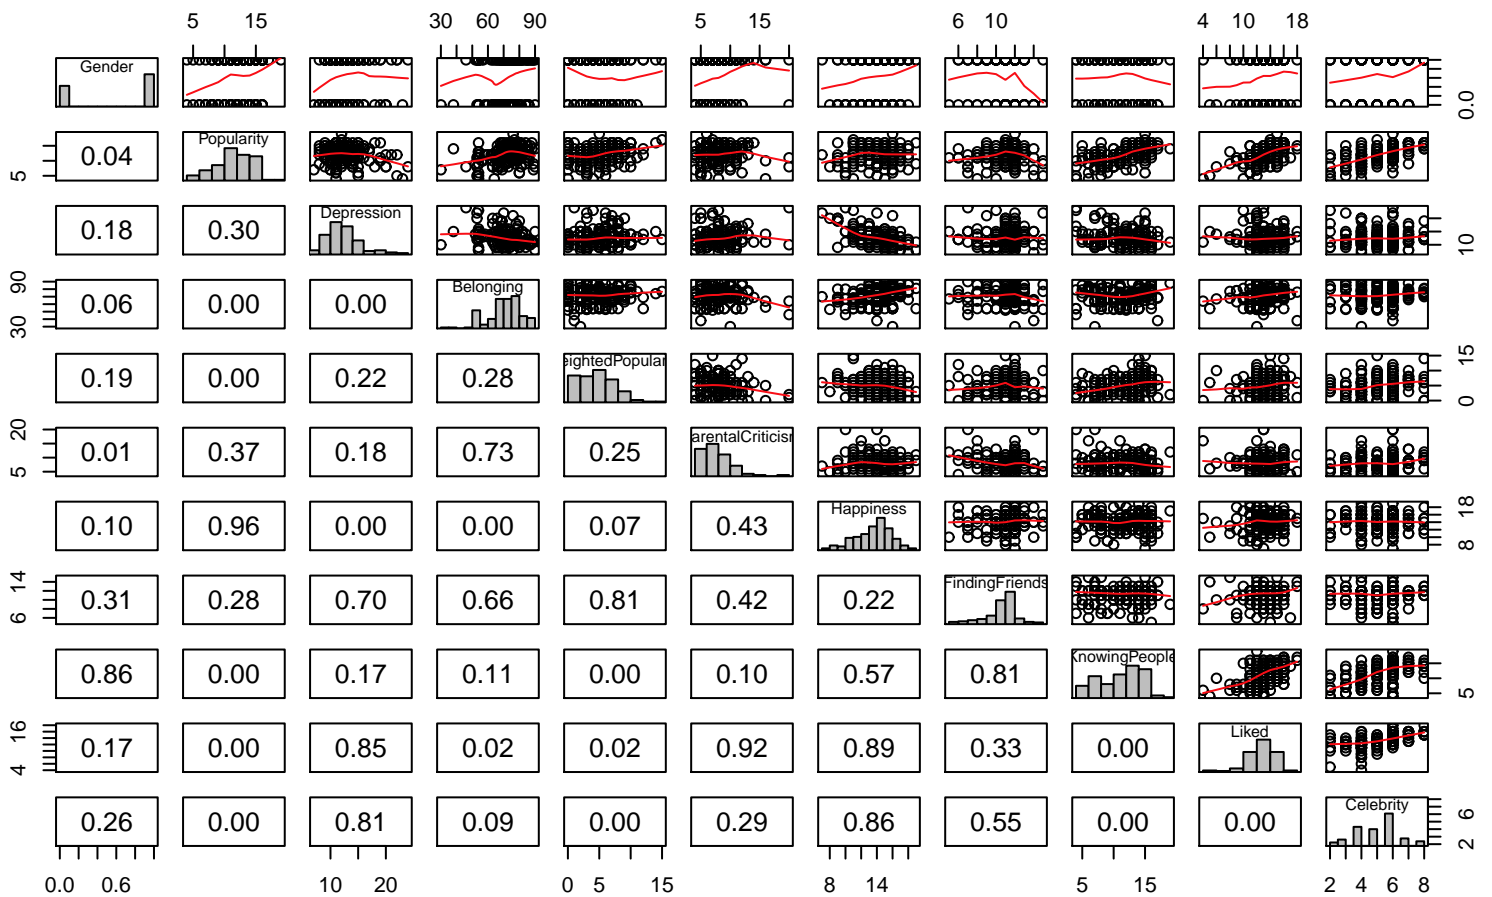 5 15 30 60 90 5 15 6 10 4 10 18
Gender
0.0
0.04 Popularity
5
0.18 0.30 Depression
10
0.06 0.00 0.00 Belonging
30 90
0.19 0.00 0.22 0.28 eightedPopular
0 15
0.01 0.37 0.18 0.73 0.25 arentalCriticism
5 20
0.10 0.96 0.00 0.00 0.07 0.43 Happiness
8 18
0.31 0.28 0.70 0.66 0.81 0.42 0.22 FindingFriends
6 14
0.86 0.00 0.17 0.11 0.00 0.10 0.57 0.81 KnowingPeople
5
0.17 0.00 0.85 0.02 0.02 0.92 0.89 0.33 0.00 Liked
4 16
0.26 0.00 0.81 0.09 0.00 0.29 0.86 0.55 0.00 0.00 Celebrity
2 6
0.0 0.6 10 20 0 5 15 8 14 5 15 2 4 6 8